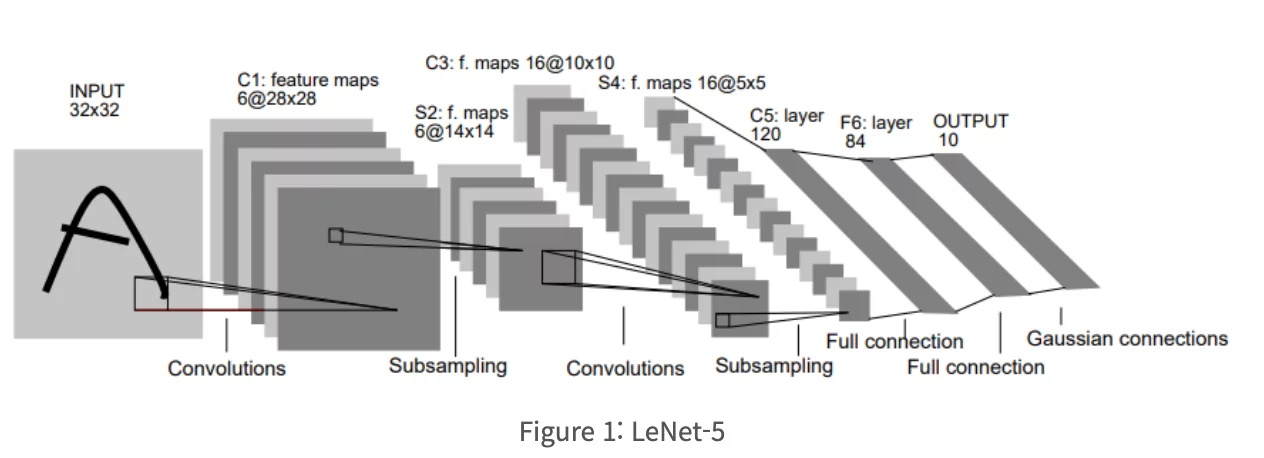 INPUT
32x32
C1: feature maps
6@28x28
S2: f. maps
6@14x14
C3: f. maps 16@10x10
S4: f. maps 16@5x5
C5: layer
120
F6: layer
84
OUTPUT
10
Convolutions
Subsampling
Convolutions
Subsampling
Full connection
Full connection
Gaussian connections
Figure 1: LeNet-5